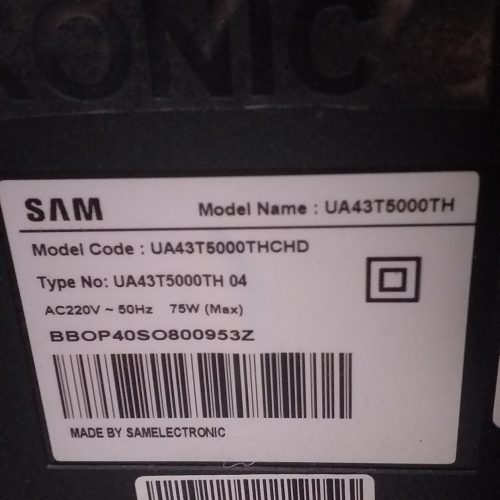 RONIC
SAM
Model Name : UA43T5000TH
Model Code : UA43T5000THCHD
Type No: UA43T5000TH 04
AC220V ~ 50Hz 75W (Max)
BBOP40SO800953Z
MADE BY SAMELECTRONIC